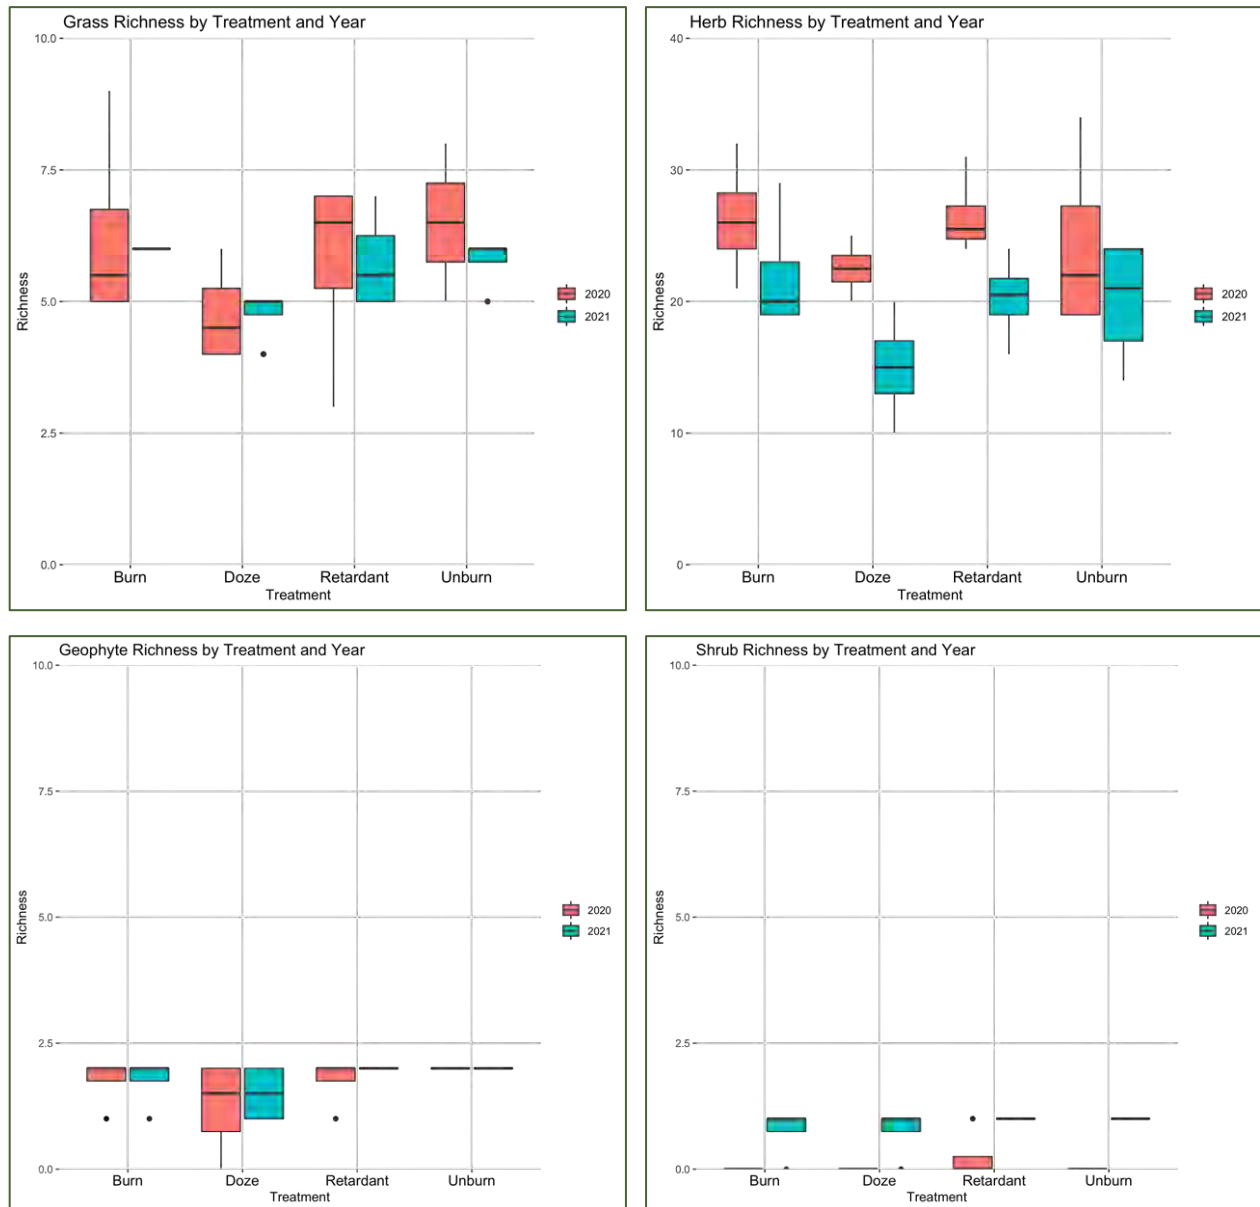 Grass Richness by Treatment and Year
10.0
7.5
5.0
2.5
0.0
Richness
Burn Doze Retardant Unburn
Treatment
2020
2021
Herb Richness by Treatment and Year
40
30
20
10
0
Richness
Burn Doze Retardant Unburn
Treatment
2020
2021
Geophyte Richness by Treatment and Year
10.0
7.5
5.0
2.5
0.0
Richness
Burn Doze Retardant Unburn
Treatment
2020
2021
Shrub Richness by Treatment and Year
10.0
7.5
5.0
2.5
0.0
Richness
Burn Doze Retardant Unburn
Treatment
2020
2021